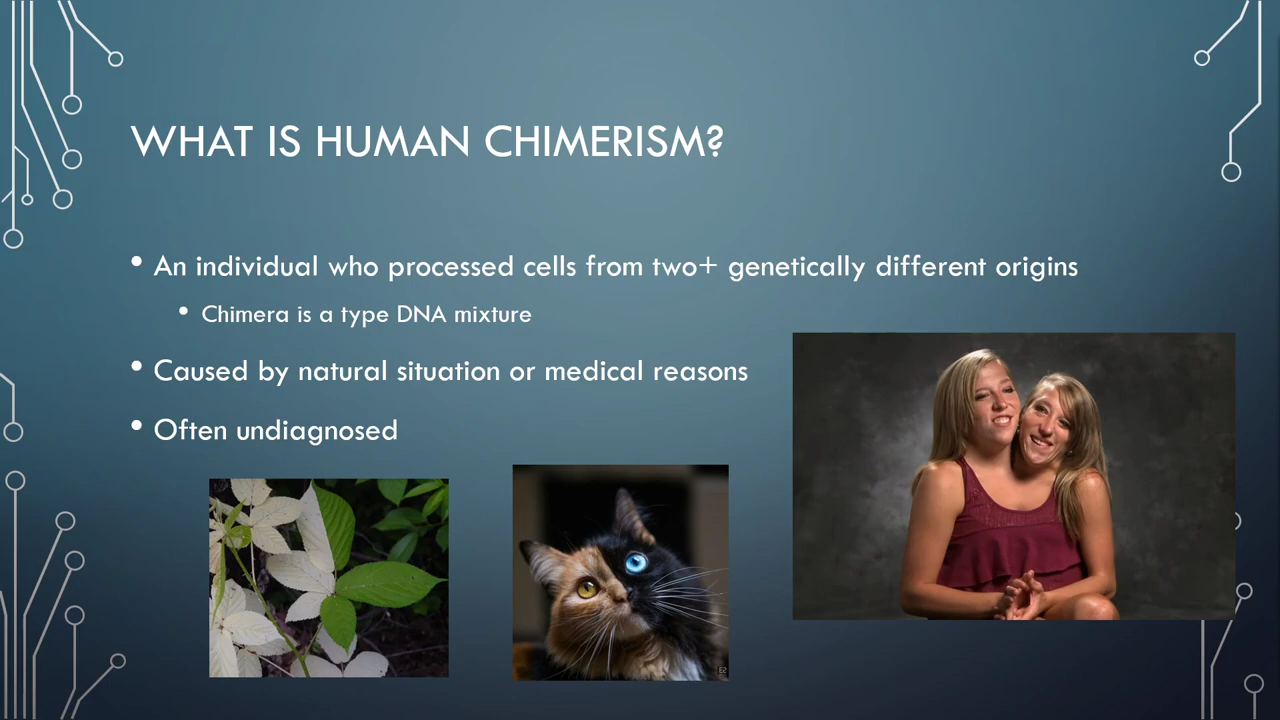 WHAT IS HUMAN CHIMERISM?
• An individual who processed cells from two+ genetically different origins
• Chimera is a type DNA mixture
• Caused by natural situation or medical reasons
• Often undiagnosed